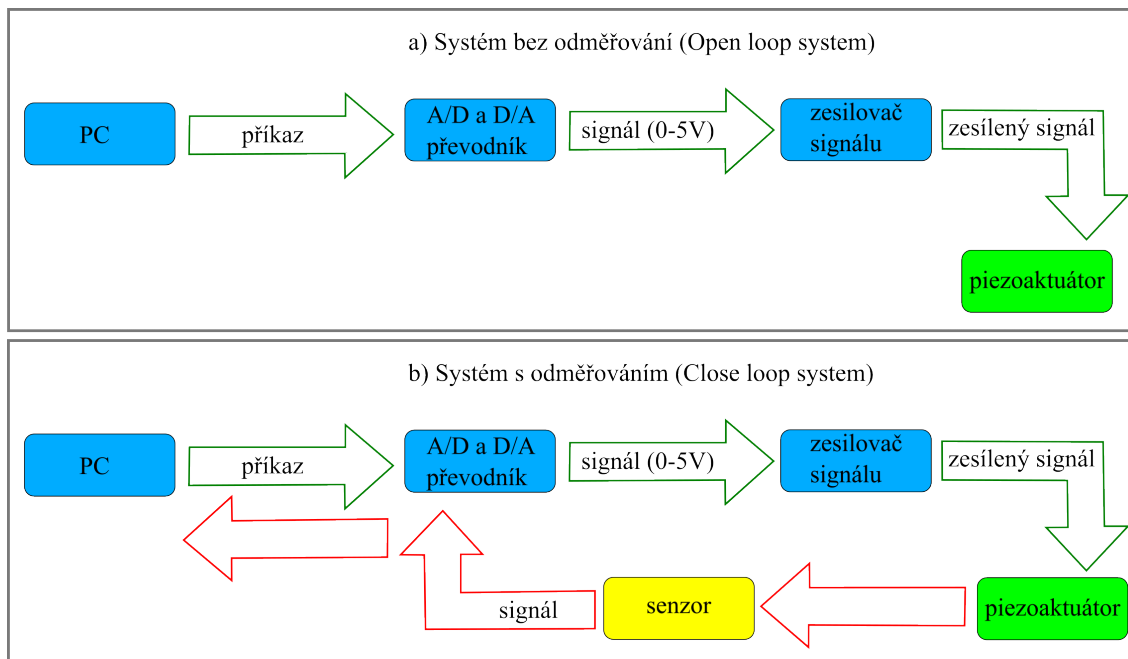 a) Systém bez odměřování (Open loop system)
PC
příkaz
A/D a D/A
převodník
signál (0-5V)
zesilovač
signálu
zesílený signál
piezoaktuátor
b) Systém s odměřováním (Close loop system)
PC
příkaz
A/D a D/A
převodník
signál (0-5V)
zesilovač
signálu
zesílený signál
signál
senzor
piezoaktuátor